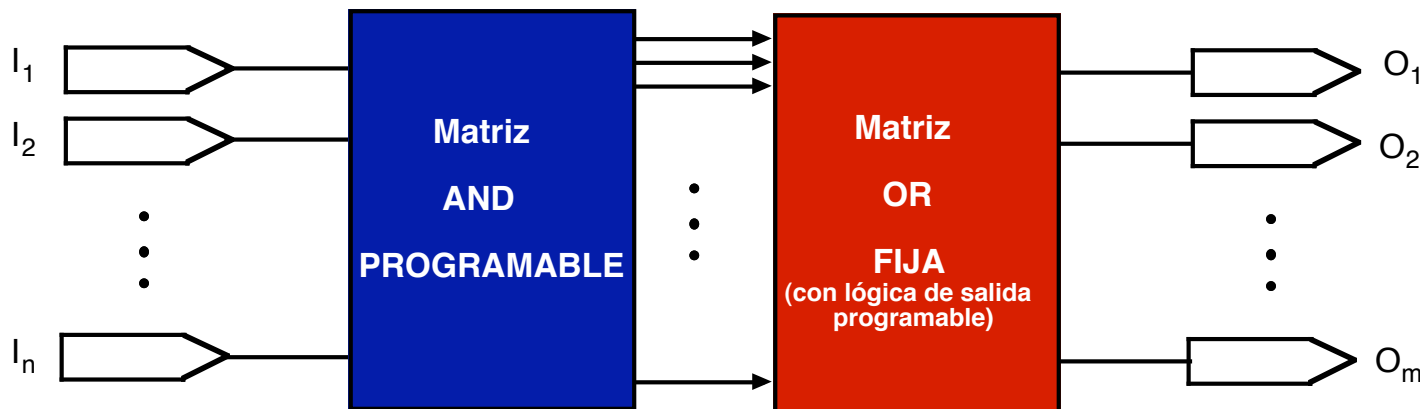 I1
I2
In
Matriz
AND
PROGRAMABLE
Matriz
OR
FIJA
(con lógica de salida
programable)
O1
O2
Om